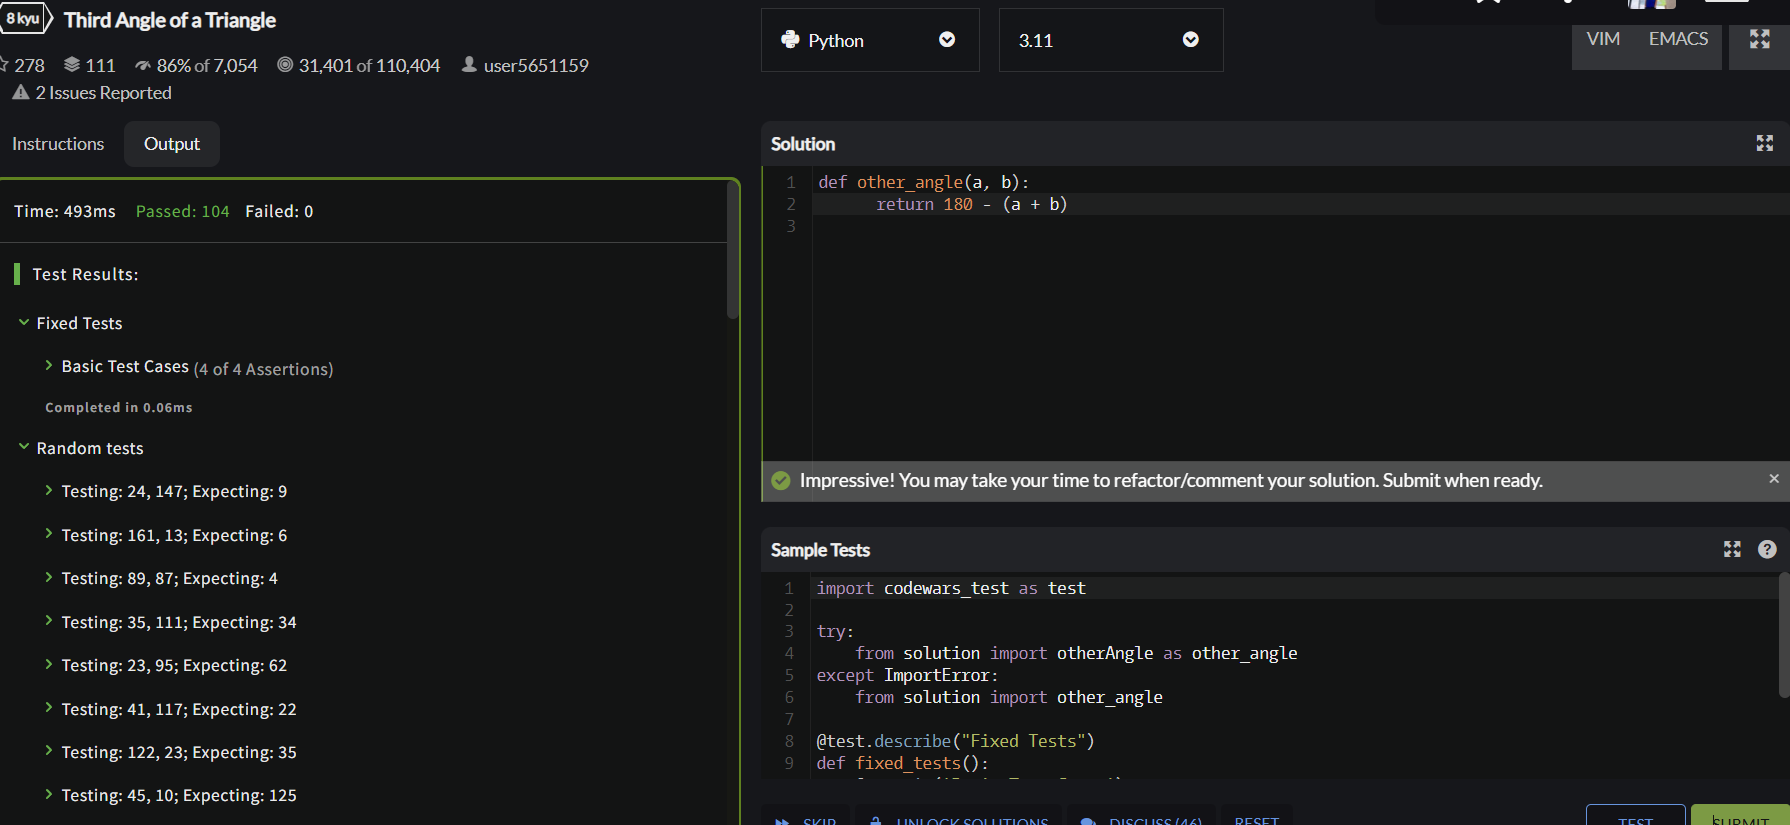 8 kyu Third Angle of a Triangle
278 111 86% of 7,054 31,401 of 110,404 user5651159
2 Issues Reported
Instructions Output
Time: 493ms Passed: 104 Failed: 0
Test Results:
Fixed Tests
Basic Test Cases (4 of 4 Assertions)
Completed in 0.06ms
Random tests
Testing: 24, 147; Expecting: 9
Testing: 161, 13; Expecting: 6
Testing: 89, 87; Expecting: 4
Testing: 35, 111; Expecting: 34
Testing: 23, 95; Expecting: 62
Testing: 41, 117; Expecting: 22
Testing: 122, 23; Expecting: 35
Testing: 45, 10; Expecting: 125
Python 3.11 VIM EMACS
Solution
1 def other_angle(a, b):
2 return 180 - (a + b)
3
Impressive! You may take your time to refactor/comment your solution. Submit when ready.
Sample Tests
1 import codewars_test as test
2
3 try:
4 from solution import otherAngle as other_angle
5 except ImportError:
6 from solution import other_angle
7
8 @test.describe("Fixed Tests")
9 def fixed_tests():
SKIP UNLOCK SOLUTIONS DISCUSS (46) RESET TEST SUBMIT